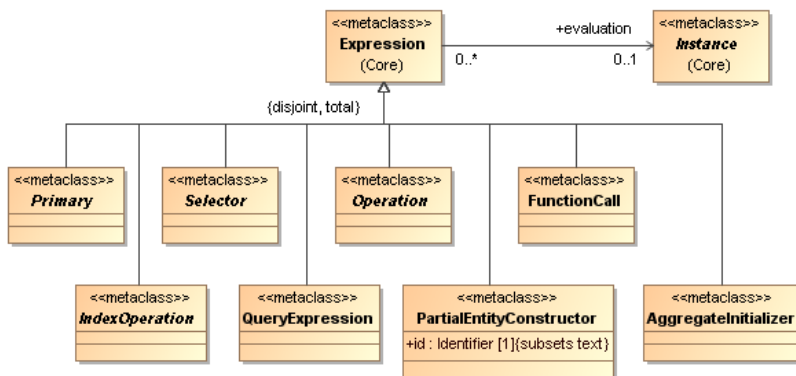 <<metaclass>>
Expression
(Core)
+evaluation
0..*
0..1
<<metaclass>>
Instance
(Core)
{disjoint, total}
<<metaclass>>
Primary
<<metaclass>>
Selector
<<metaclass>>
Operation
<<metaclass>>
FunctionCall
<<metaclass>>
IndexOperation
<<metaclass>>
QueryExpression
<<metaclass>>
PartialEntityConstructor
+id : Identifier [1]{subsets text}
<<metaclass>>
AggregateInitializer